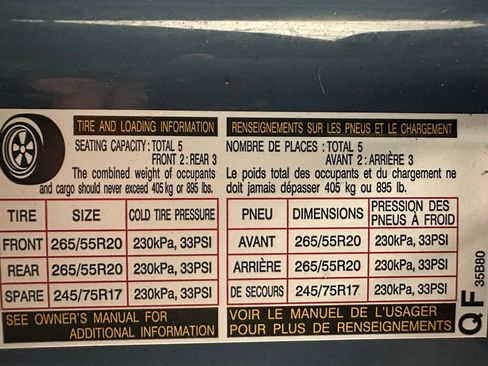 TIRE AND LOADING INFORMATION
SEATING CAPACITY: TOTAL 5
FRONT 2: REAR 3
The combined weight of occupants
and cargo should never exceed 405 kg or 895 lbs.
TIRE SIZE COLD TIRE PRESSURE
FRONT 265/55R20 230kPa, 33PSI
REAR 265/55R20 230kPa, 33PSI
SPARE 245/75R17 230kPa, 33PSI
SEE OWNER'S MANUAL FOR
ADDITIONAL INFORMATION
RENSEIGNEMENTS SUR LES PNEUS ET LE CHARGEMENT
NOMBRE DE PLACES: TOTAL 5
AVANT 2: ARRIÈRE 3
Le poids total des occupants et du chargement ne
doit jamais dépasser 405 kg ou 895 lb.
PNEU DIMENSIONS PRESSION DES
PNEUS À FROID
AVANT 265/55R20 230kPa, 33PSI
ARRIÈRE 265/55R20 230kPa, 33PSI
DE SECOURS 245/75R17 230kPa, 33PSI
VOIR LE MANUEL DE L'USAGER
POUR PLUS DE RENSEIGNEMENTS
QF 35B80